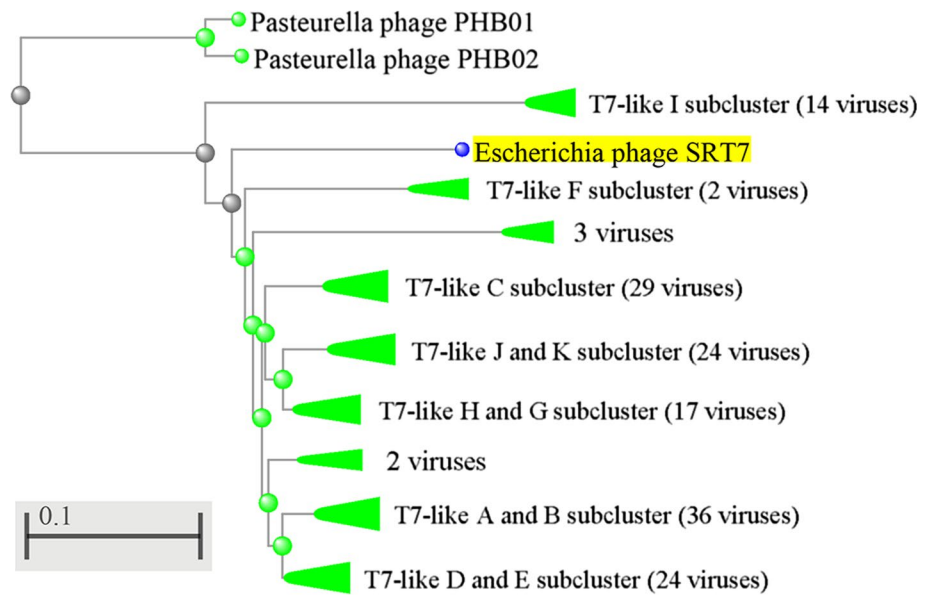 Pasteurella phage PHB01
Pasteurella phage PHB02
T7-like I subcluster (14 viruses)
Escherichia phage SRT7
T7-like F subcluster (2 viruses)
3 viruses
T7-like C subcluster (29 viruses)
T7-like J and K subcluster (24 viruses)
T7-like H and G subcluster (17 viruses)
2 viruses
T7-like A and B subcluster (36 viruses)
T7-like D and E subcluster (24 viruses)
0.1